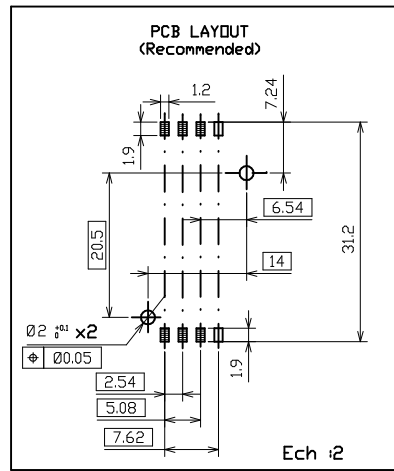 PCB LAYOUT
(Recommended)
1.2
7.24
1.9
6.54
20.5
31.2
14
Ø2 +0.1 0 x2
⌖ Ø0.05
1.9
2.54
5.08
7.62
Ech :2